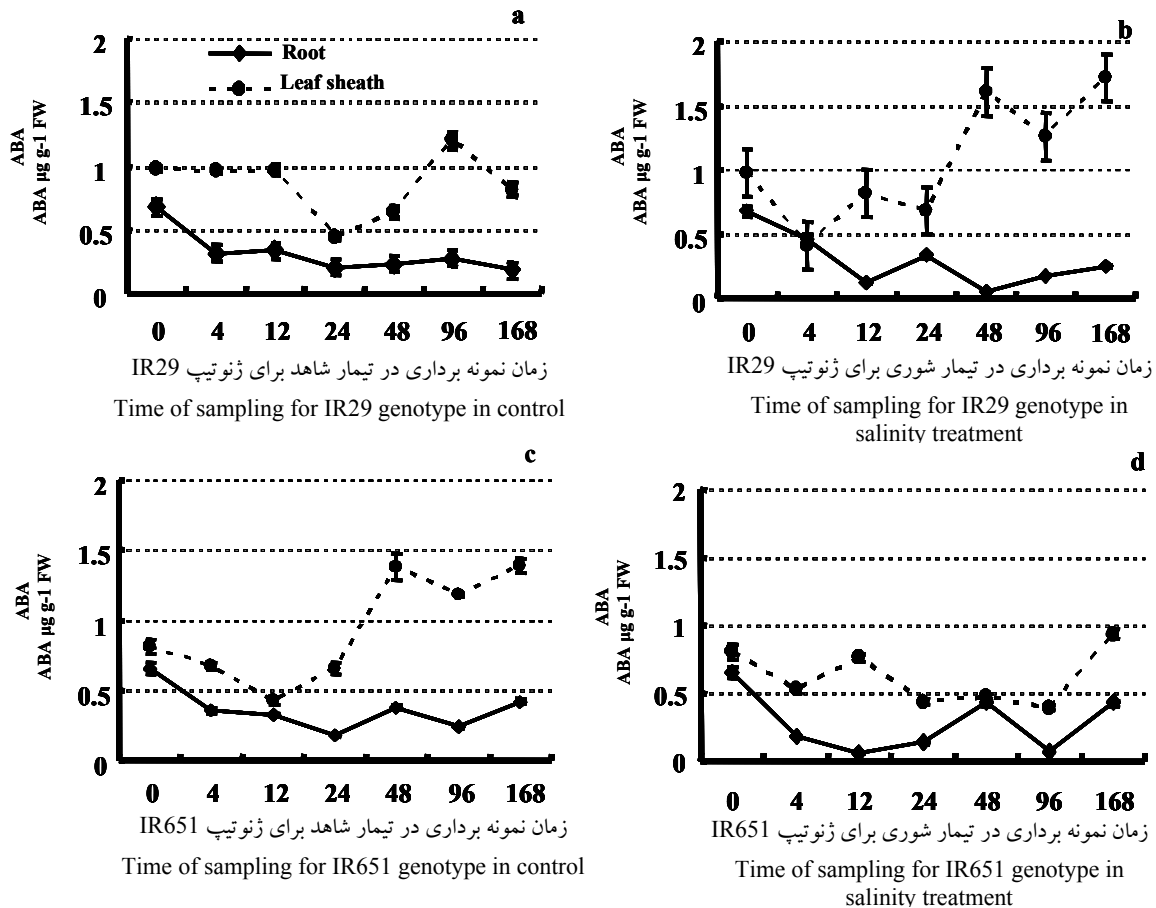 a
2
1.5
1
0.5
0
Root
Leaf sheath
ABA
ABA µg g-1 FW
0 4 12 24 48 96 168
زمان نمونه برداری در تیمار شاهد برای ژنوتیپ IR29
Time of sampling for IR29 genotype in control
b
2
1.5
1
0.5
0
ABA
ABA µg g-1 FW
0 4 12 24 48 96 168
زمان نمونه برداری در تیمار شوری برای ژنوتیپ IR29
Time of sampling for IR29 genotype in
salinity treatment
c
2
1.5
1
0.5
0
ABA
ABA µg g-1 FW
0 4 12 24 48 96 168
زمان نمونه برداری در تیمار شاهد برای ژنوتیپ IR651
Time of sampling for IR651 genotype in control
d
2
1.5
1
0.5
0
ABA
ABA µg g-1 FW
0 4 12 24 48 96 168
زمان نمونه برداری در تیمار شوری برای ژنوتیپ IR651
Time of sampling for IR651 genotype in
salinity treatment